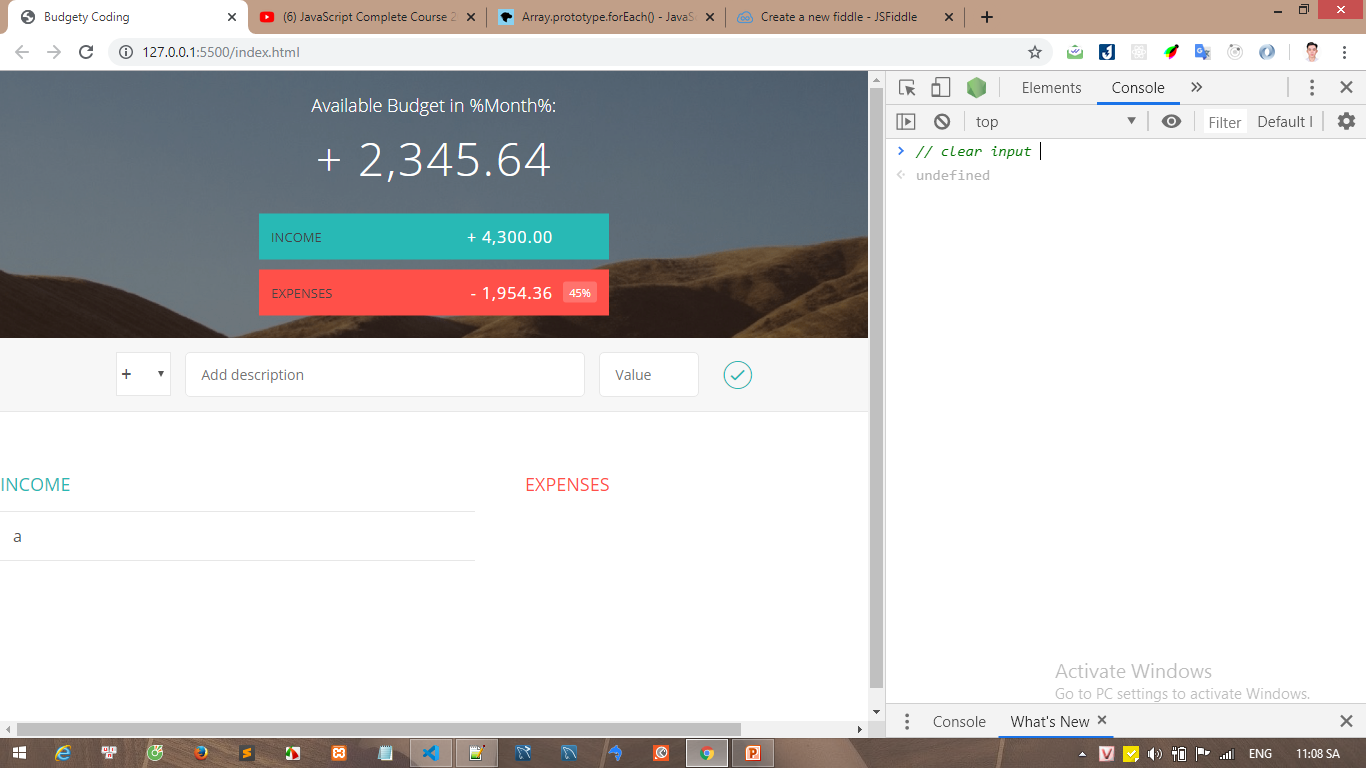 Budgety Coding
(6) JavaScript Complete Course 2
Array.prototype.forEach() - JavaS
Create a new fiddle - JSFiddle
127.0.0.1:5500/index.html
Available Budget in %Month%:
+ 2,345.64
INCOME + 4,300.00
EXPENSES - 1,954.36 45%
+ Add description Value
INCOME EXPENSES
a
Elements Console
top Filter Default l
// clear input
undefined
Activate Windows
Go to PC settings to activate Windows.
Console What's New
ENG 11:08 SA